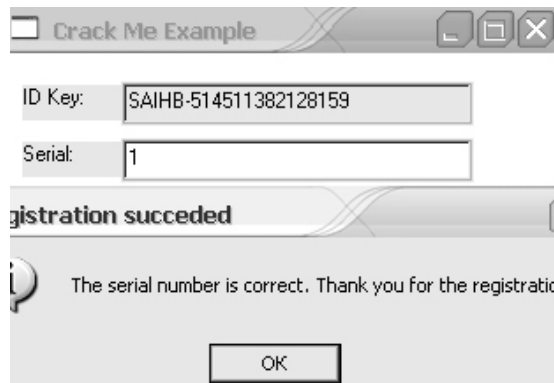 Crack Me Example
ID Key: SAIHB-514511382128159
Serial: 1
gistration succeded
The serial number is correct. Thank you for the registratio
OK